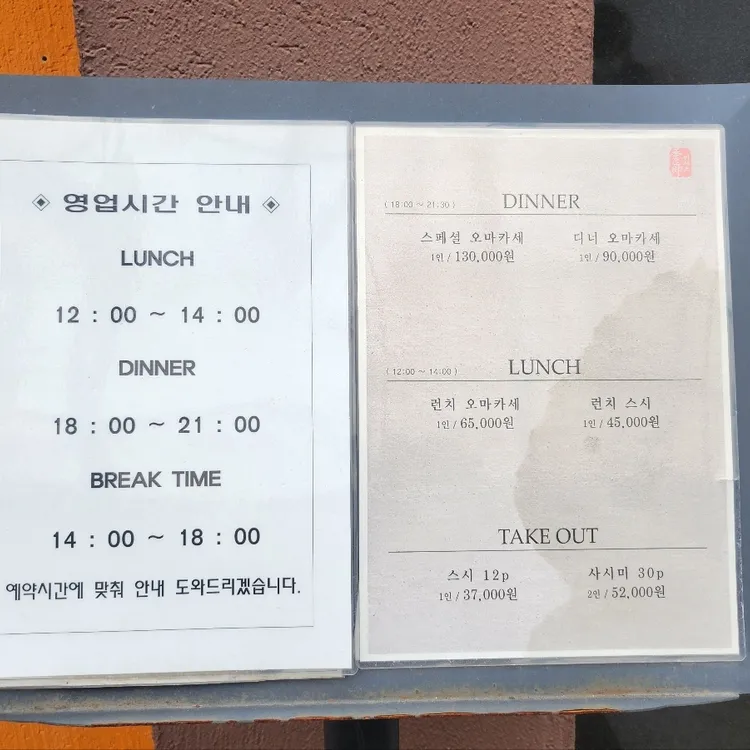 ◈ 영업시간 안내 ◈
LUNCH
12 : 00 ~ 14 : 00
DINNER
18 : 00 ~ 21 : 00
BREAK TIME
14 : 00 ~ 18 : 00
예약시간에 맞춰 안내 도와드리겠습니다.
( 18:00 ~ 21:30 ) DINNER
스페셜 오마카세 디너 오마카세
1인 / 130,000원 1인 / 90,000원
( 12:00 ~ 14:00 ) LUNCH
런치 오마카세 런치 스시
1인 / 65,000원 1인 / 45,000원
TAKE OUT
스시 12p 사시미 30p
1인 / 37,000원 2인 / 52,000원